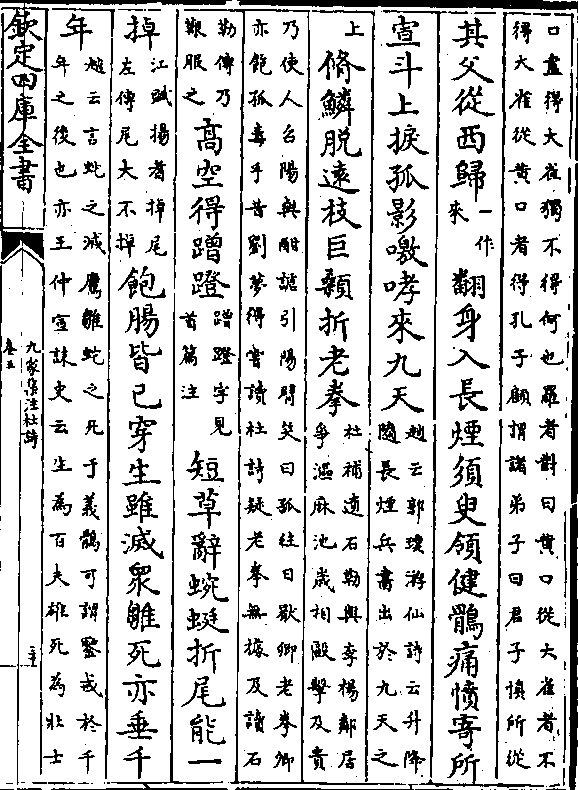 口盡得大雀獨不得何也羅者對曰黄口從大雀者不
得大雀從黄口者得孔子顧謂諸弟子曰君子慎所從
其父從西歸一作來翻身入長煙須臾領健鶻痛憤寄所
宣斗上捩孤影噭哮來九天趙云郭璞游仙詩云升降隨長煙兵書出於九天之
上脩鱗脱遠枝巨顙折老拳杜補遺石勒與李楊鄰居爭漚麻池歲相毆擊及貴
乃使人召陽與酣謔引陽臂笑曰孤往日厭卿老拳卿
亦飽孤毒手昔劉夢得嘗讀杜詩疑老拳無據及讀石
勒傳乃艱服之高空得蹭蹬蹭蹬字見首篇注短草辭蜿蜒折尾能一
掉江賦揚者掉尾左傳尾大不掉飽腸皆已穿生雖滅衆雛死亦垂千
年趙云言蛇之滅鷹雛蛇之死于義鶻可謂鑒戒於千年之後也亦王仲宣詠史云生為百夫雄死為壯士
欽定四庫全書
九家集注杜詩
卷五